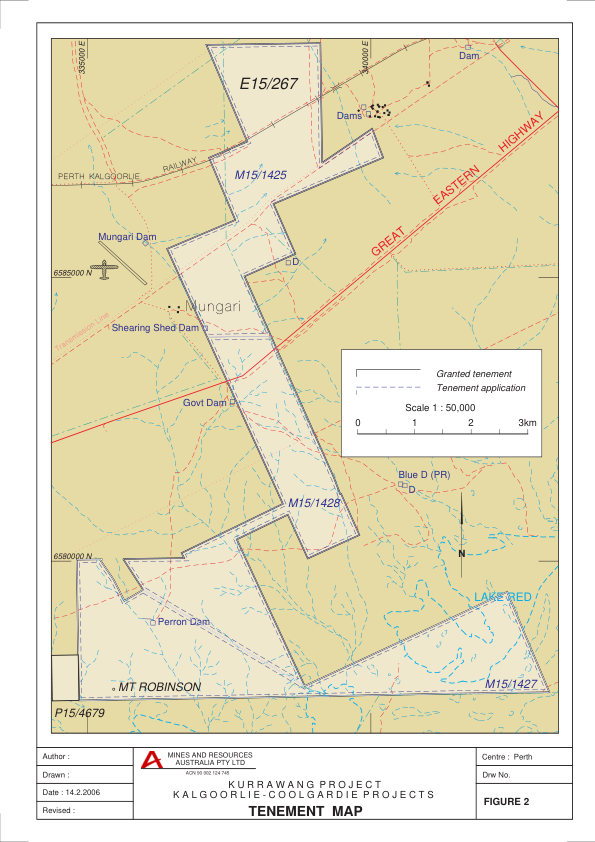 335000 E
340000 E
Dam
E15/267
Dams
HIGHWAY
EASTERN
GREAT
RAILWAY
PERTH KALGOORLIE
M15/1425
Mungari Dam
D
6585000 N
Mungari
Transmission Line
Shearing Shed Dam
Granted tenement
Tenement application
Scale 1 : 50,000
0 1 2 3km
Govt Dam
Blue D (PR)
D
M15/1428
N
6580000 N
LAKE RED
Perron Dam
MT ROBINSON
M15/1427
P15/4679
Author :
Drawn :
Date : 14.2.2006
Revised :
MINES AND RESOURCES
AUSTRALIA PTY LTD
ACN 90 002 124 745
KURRAWANG PROJECT
KALGOORLIE-COOLGARDIE PROJECTS
TENEMENT MAP
Centre : Perth
Drw No.
FIGURE 2